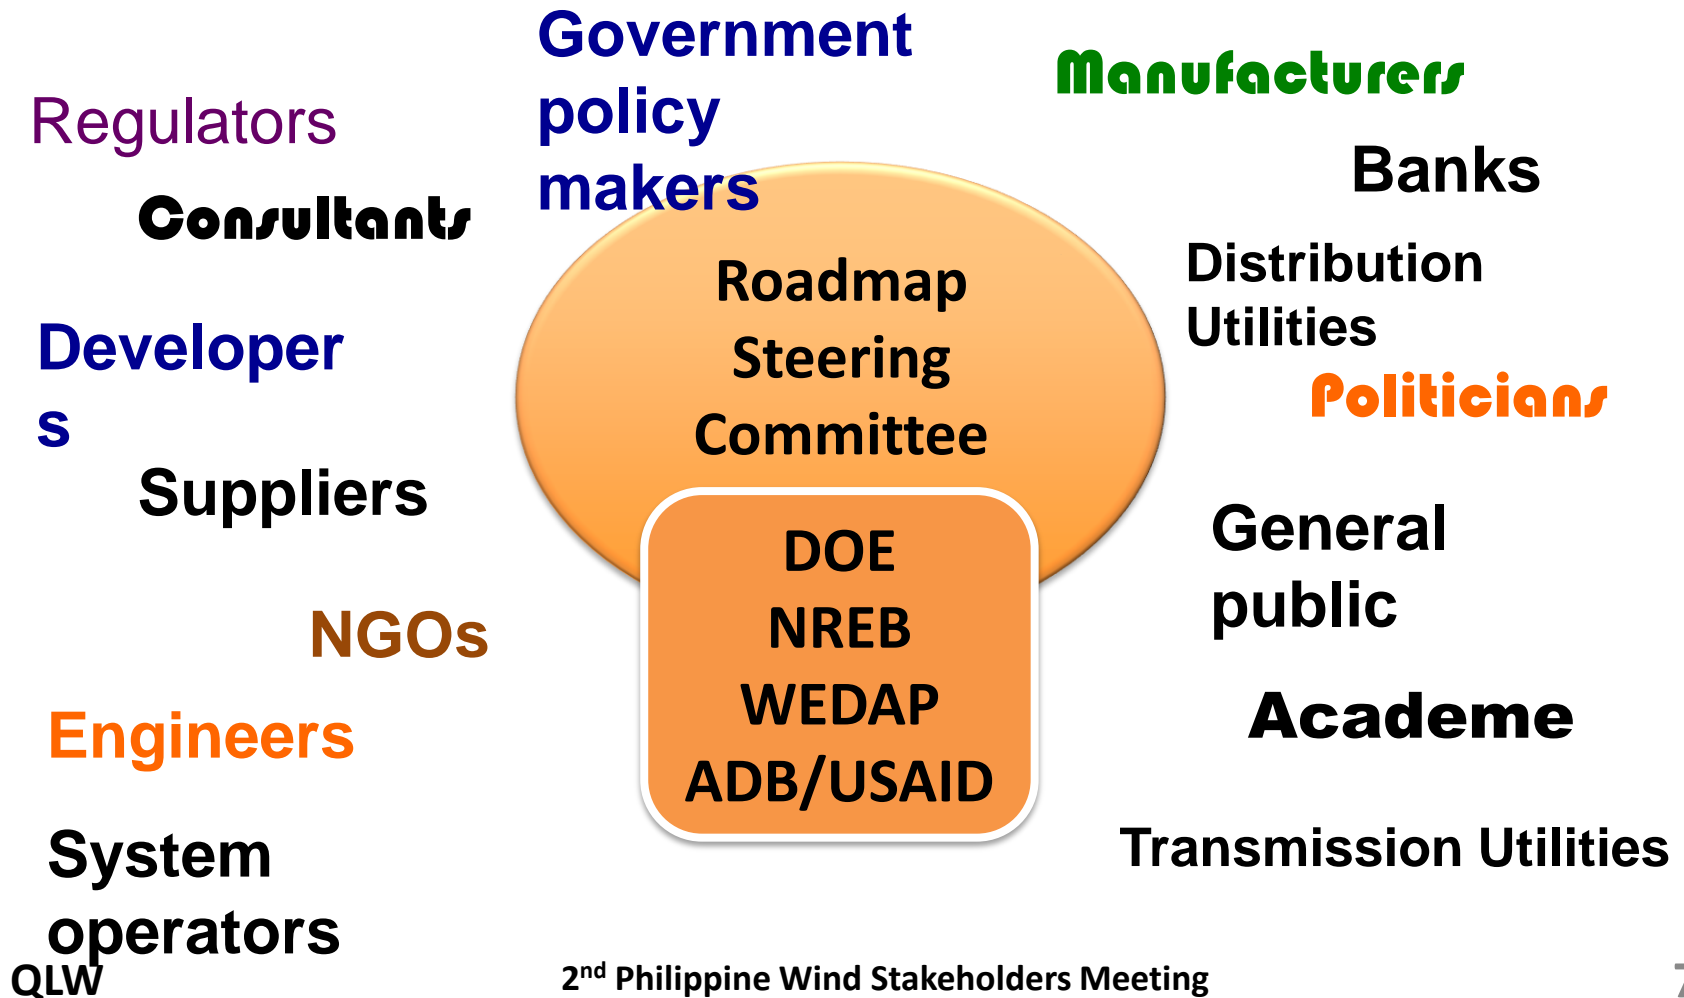 Government
policy
makers
Manufacturers
Regulators
Banks
Consultants
Distribution
Utilities
Roadmap
Steering
Committee
Developer
s
Politicians
Suppliers
General
public
DOE
NREB
WEDAP
ADB/USAID
NGOs
Engineers
Academe
System
operators
Transmission Utilities
QLW
2nd Philippine Wind Stakeholders Meeting
7